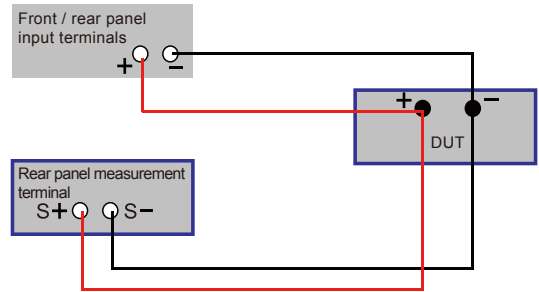 Front / rear panel
input terminals
+ −
+ −
DUT
Rear panel measurement
terminal
S+ S−